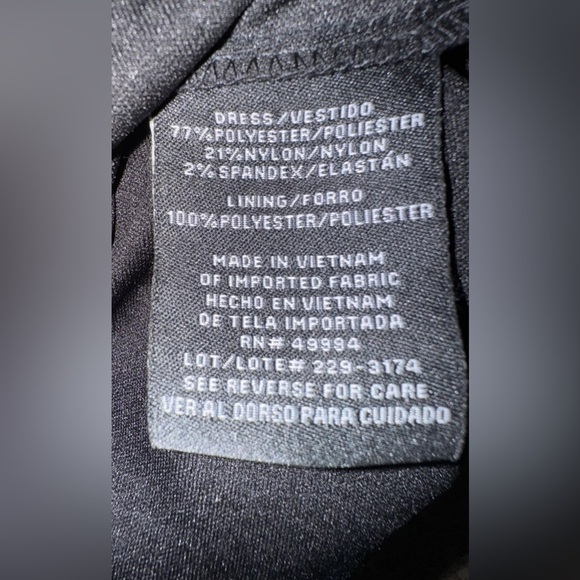 DRESS/VESTIDO
77%POLYESTER/POLIESTER
21%NYLON/NYLON
2%SPANDEX/ELASTÁN
LINING/FORRO
100%POLYESTER/POLIESTER
MADE IN VIETNAM
OF IMPORTED FABRIC
HECHO EN VIETNAM
DE TELA IMPORTADA
RN# 49994
LOT/LOTE# 229-3174
SEE REVERSE FOR CARE
VER AL DORSO PARA CUIDADO